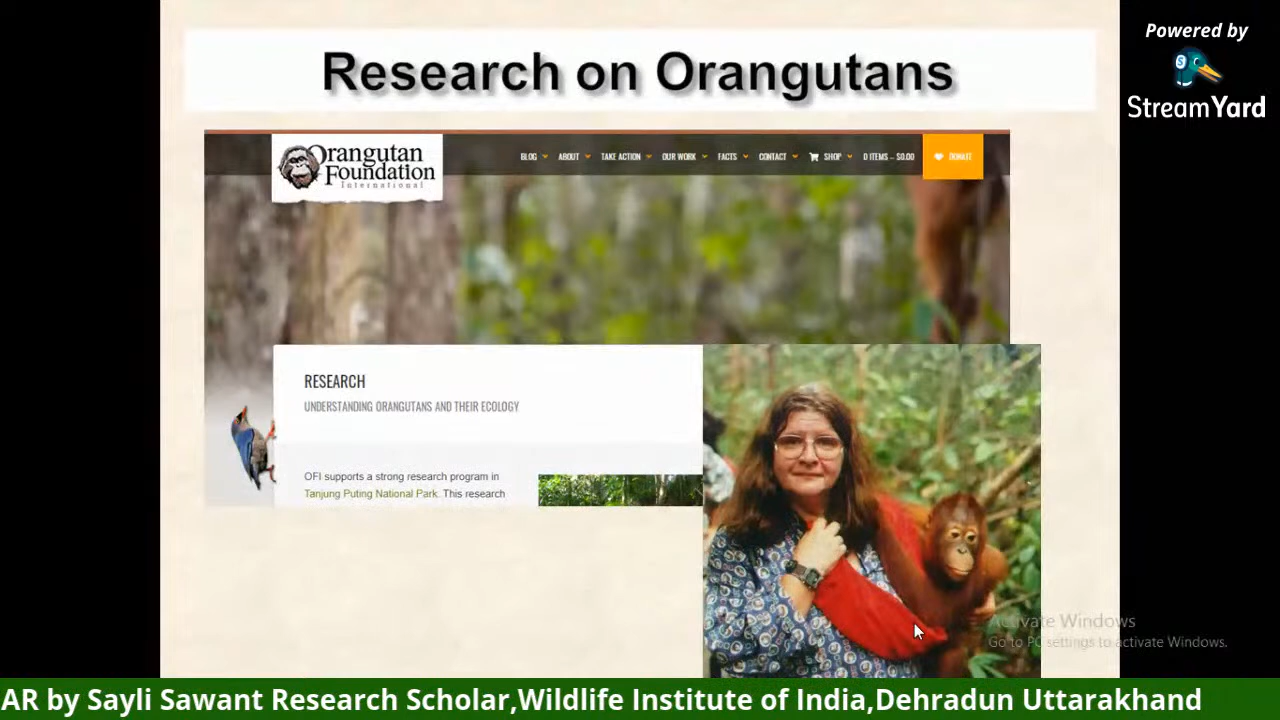 Research on Orangutans
Powered by
StreamYard
Orangutan
Foundation
International
BLOG ABOUT TAKE ACTION OUR WORK FACTS CONTACT SHOP 0 ITEMS – $0.00 DONATE
RESEARCH
UNDERSTANDING ORANGUTANS AND THEIR ECOLOGY
OFI supports a strong research program in
Tanjung Puting National Park. This research
Activate Windows
Go to PC settings to activate Windows.
AR by Sayli Sawant Research Scholar,Wildlife Institute of India,Dehradun Uttarakhand